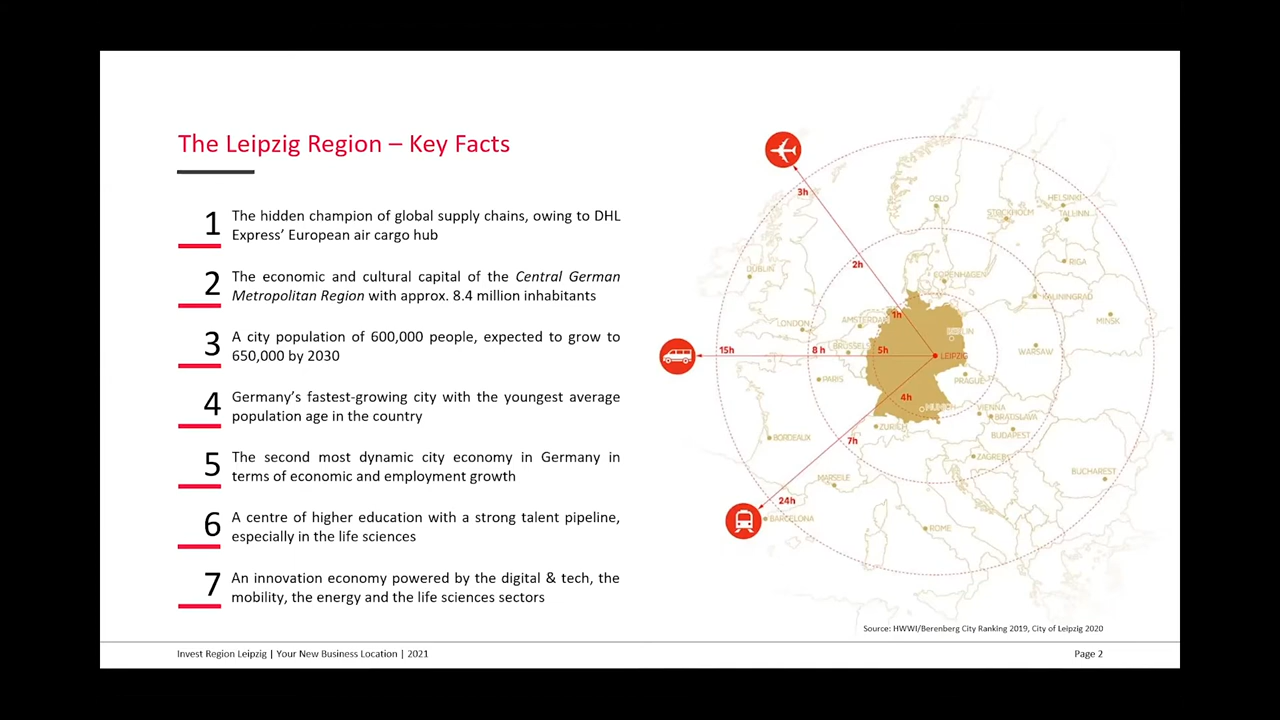 The Leipzig Region – Key Facts
1
The hidden champion of global supply chains, owing to DHL
Express’ European air cargo hub
2
The economic and cultural capital of the Central German
Metropolitan Region with approx. 8.4 million inhabitants
3
A city population of 600,000 people, expected to grow to
650,000 by 2030
4
Germany’s fastest-growing city with the youngest average
population age in the country
5
The second most dynamic city economy in Germany in
terms of economic and employment growth
6
A centre of higher education with a strong talent pipeline,
especially in the life sciences
7
An innovation economy powered by the digital & tech, the
mobility, the energy and the life sciences sectors
3h
OSLO
HELSINKI
STOCKHOLM
TALLINN
2h
RIGA
DUBLIN
COPENHAGEN
KALININGRAD
1h
AMSTERDAM
MINSK
LONDON
BERLIN
BRUSSELS
15h
8 h
5h
LEIPZIG
WARSAW
PARIS
PRAGUE
4h
MUNICH
VIENNA
BRATISLAVA
ZURICH
BUDAPEST
BORDEAUX
7h
ZAGREB
MARSEILLE
BUCHAREST
24h
BARCELONA
ROME
Source: HWWI/Berenberg City Ranking 2019, City of Leipzig 2020
Invest Region Leipzig | Your New Business Location | 2021
Page 2